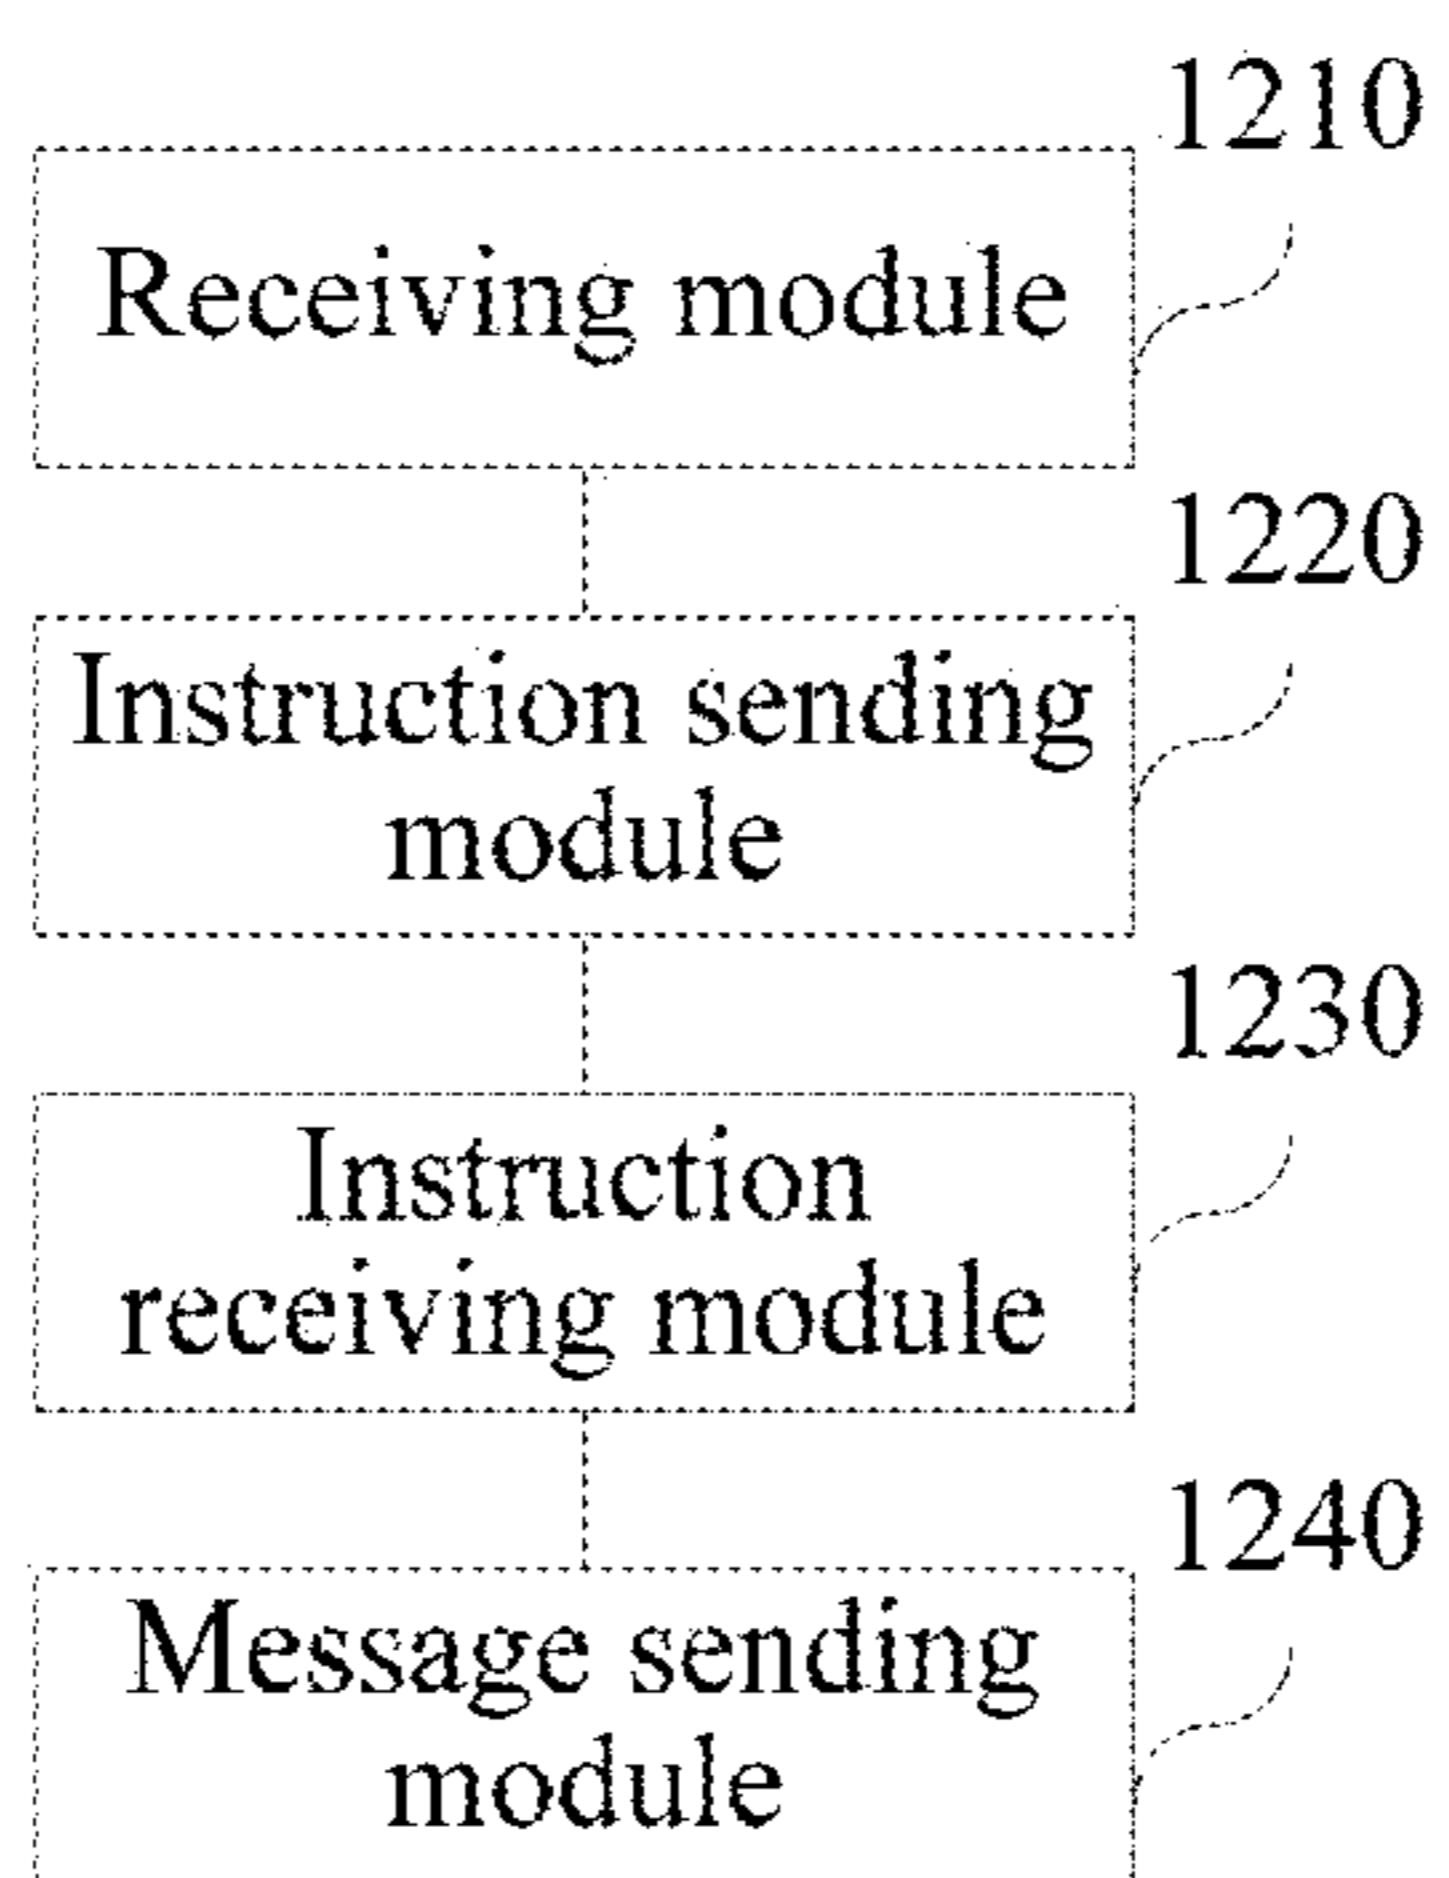 1210
Receiving module
1220
Instruction sending
module
1230
Instruction
receiving module
1240
Message sending
module